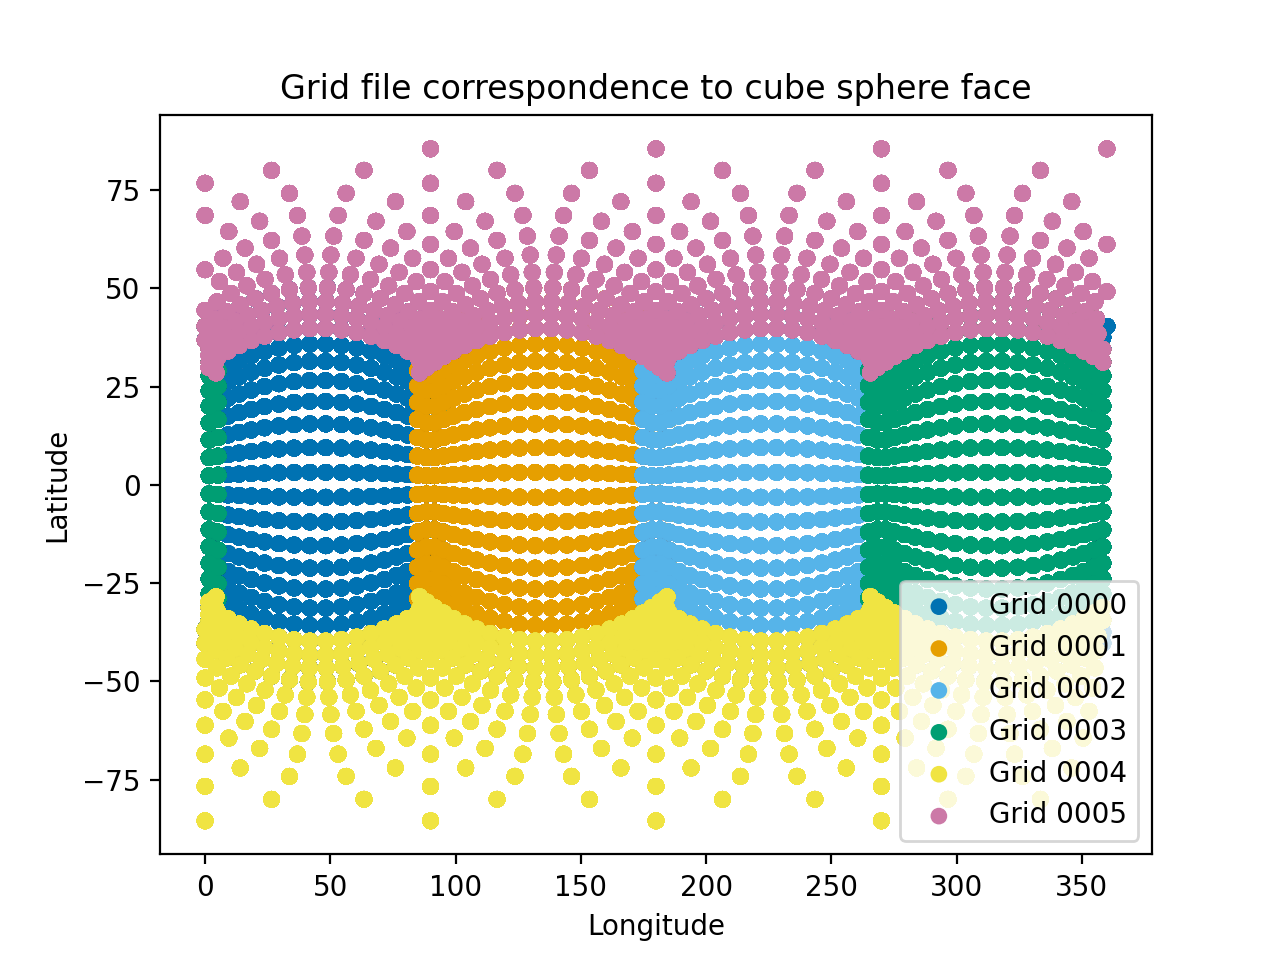 Grid file correspondence to cube sphere face
75
50
25
0
−25
−50
−75
Latitude
0
50
100
150
200
250
300
350
Longitude
Grid 0000
Grid 0001
Grid 0002
Grid 0003
Grid 0004
Grid 0005